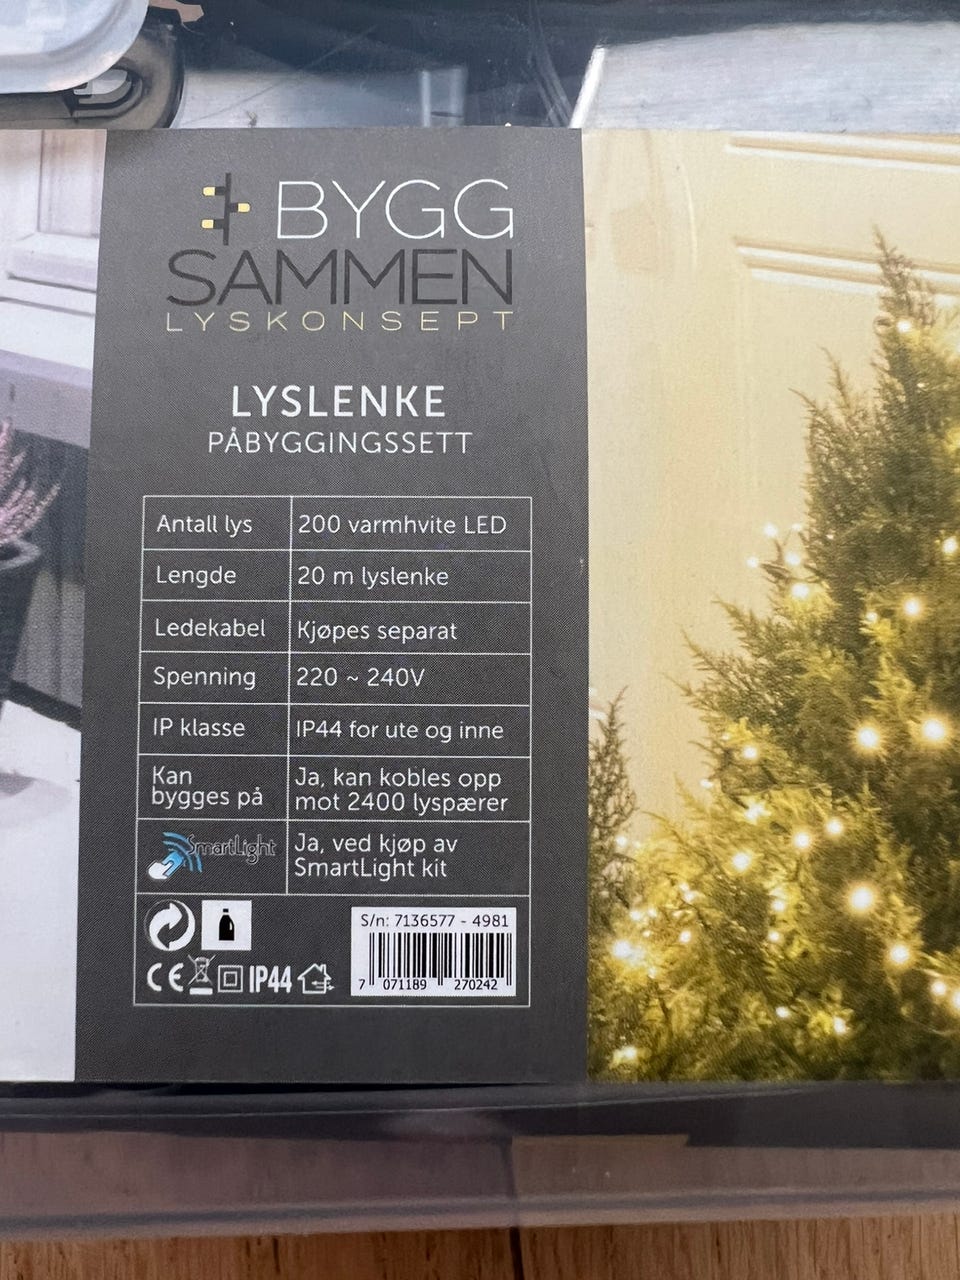 BYGG
SAMMEN
LYSKONSEPT
LYSLENKE
PÅBYGGINGSSETT
Antall lys 200 varmhvite LED
Lengde 20 m lyslenke
Ledekabel Kjøpes separat
Spenning 220 ~ 240V
IP klasse IP44 for ute og inne
Kan bygges på Ja, kan kobles opp
mot 2400 lyspærer
SmartLight Ja, ved kjøp av
SmartLight kit
S/n: 7136577 - 4981
7 071189 270242
CE IP44